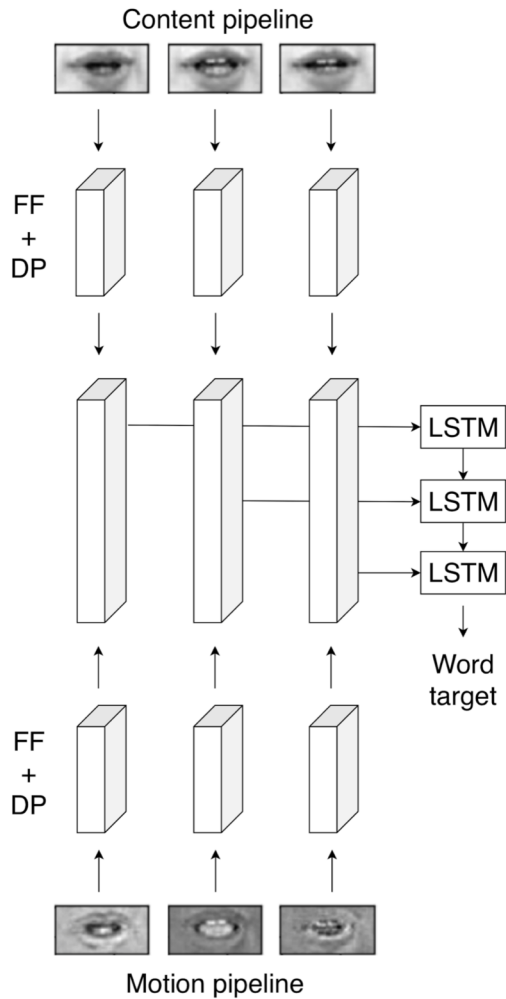 Content pipeline
FF
+
DP
LSTM
LSTM
LSTM
Word
target
FF
+
DP
Motion pipeline